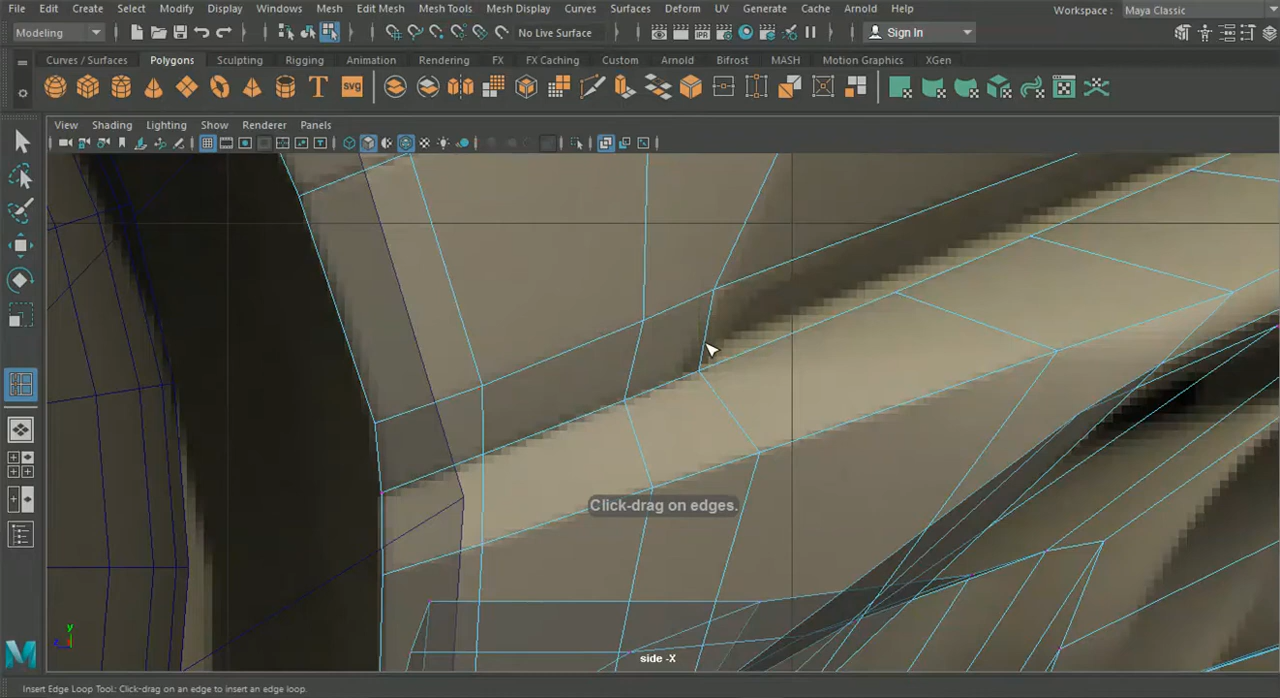 File Edit Create Select Modify Display Windows Mesh Edit Mesh Mesh Tools Mesh Display Curves Surfaces Deform UV Generate Cache Arnold Help Workspace : Maya Classic
Modeling No Live Surface Sign In
Curves / Surfaces Polygons Sculpting Rigging Animation Rendering FX FX Caching Custom Arnold Bifrost MASH Motion Graphics XGen
T SVG
View Shading Lighting Show Renderer Panels
Click-drag on edges.
y
side -X
Insert Edge Loop Tool: Click-drag on an edge to insert an edge loop.